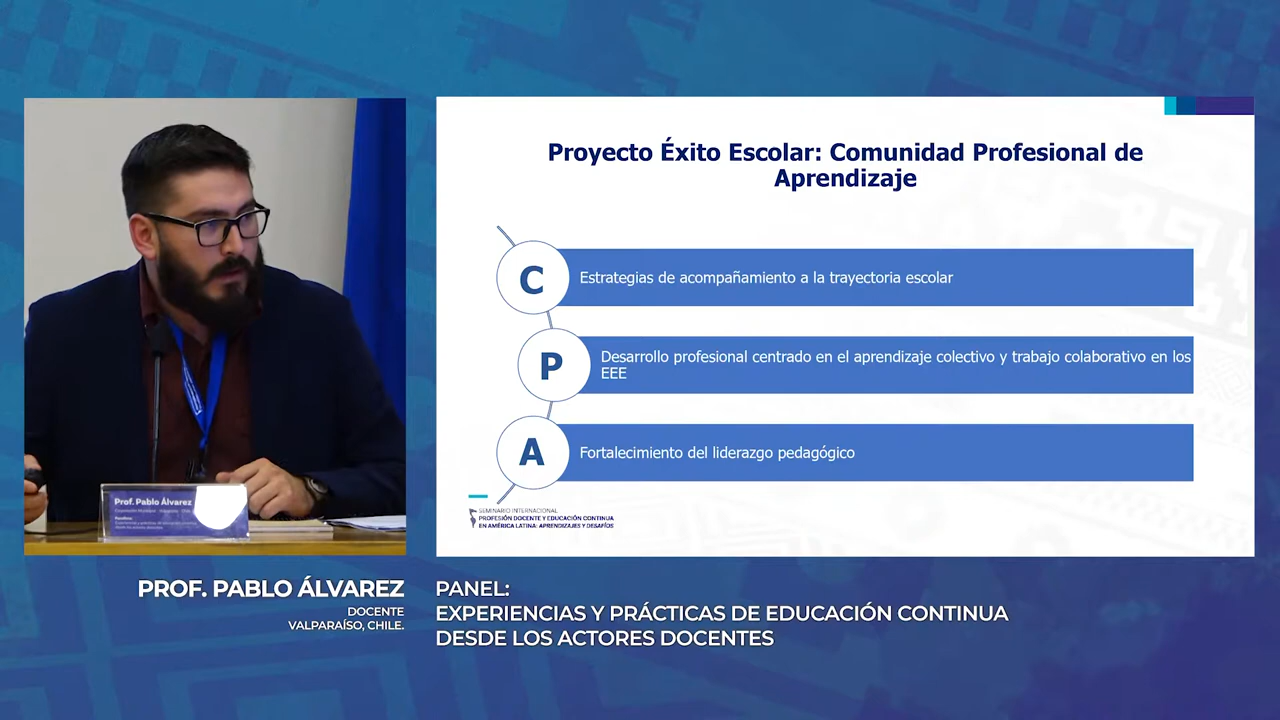 Proyecto Éxito Escolar: Comunidad Profesional de
Aprendizaje
C
Estrategias de acompañamiento a la trayectoria escolar
P
Desarrollo profesional centrado en el aprendizaje colectivo y trabajo colaborativo en los
EEE
A
Fortalecimiento del liderazgo pedagógico
SEMINARIO INTERNACIONAL
PROFESIÓN DOCENTE Y EDUCACIÓN CONTINUA
EN AMÉRICA LATINA: APRENDIZAJES Y DESAFÍOS
Prof. Pablo Álvarez
PROF. PABLO ÁLVAREZ
DOCENTE
VALPARAÍSO, CHILE.
PANEL:
EXPERIENCIAS Y PRÁCTICAS DE EDUCACIÓN CONTINUA
DESDE LOS ACTORES DOCENTES